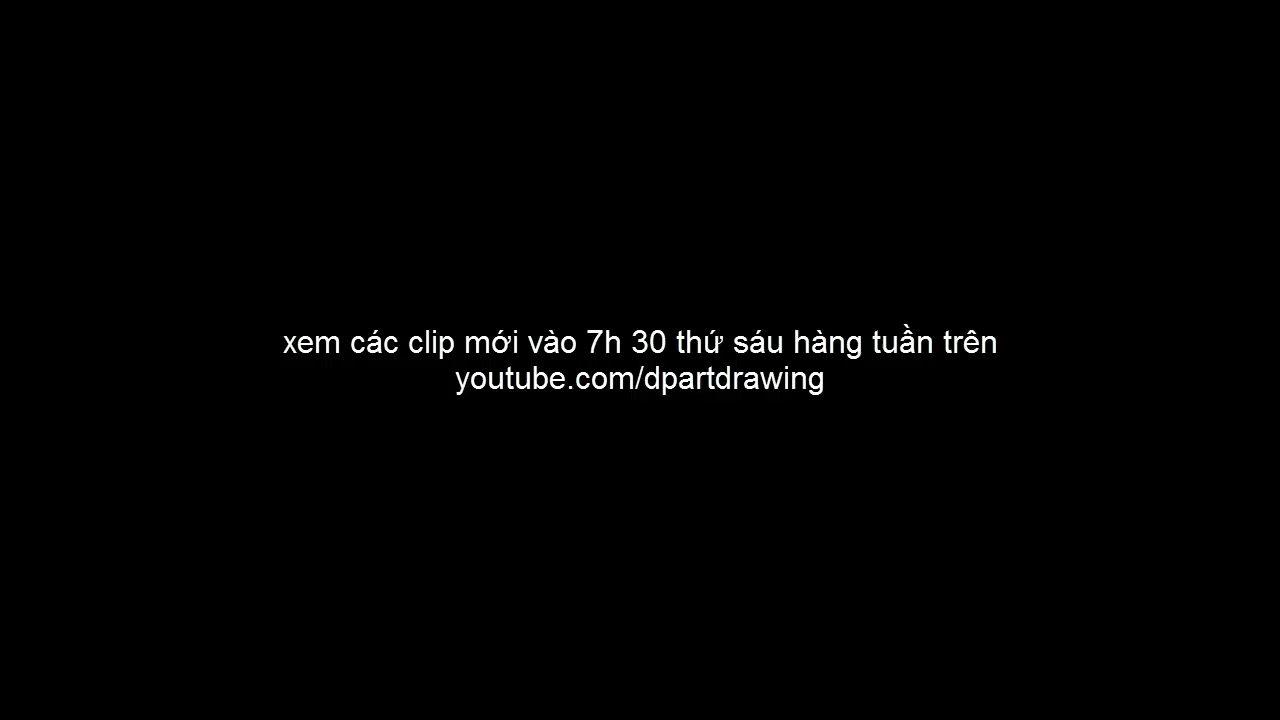 xem các clip mới vào 7h 30 thứ sáu hàng tuần trên
youtube.com/dpartdrawing